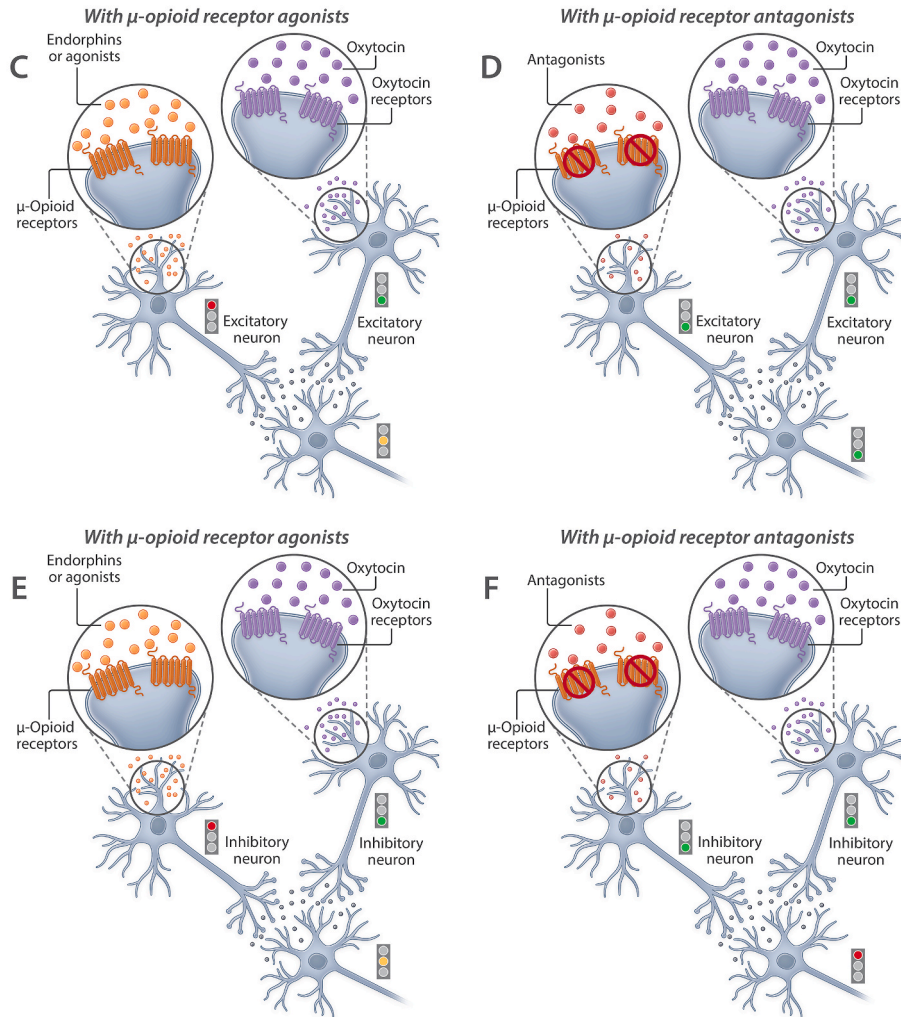 With μ-opioid receptor agonists
With μ-opioid receptor antagonists
C
Endorphins
or agonists
Oxytocin
Oxytocin
receptors
μ-Opioid
receptors
Excitatory
neuron
Excitatory
neuron
D
Antagonists
Oxytocin
Oxytocin
receptors
μ-Opioid
receptors
Excitatory
neuron
Excitatory
neuron
With μ-opioid receptor agonists
With μ-opioid receptor antagonists
E
Endorphins
or agonists
Oxytocin
Oxytocin
receptors
μ-Opioid
receptors
Inhibitory
neuron
Inhibitory
neuron
F
Antagonists
Oxytocin
Oxytocin
receptors
μ-Opioid
receptors
Inhibitory
neuron
Inhibitory
neuron